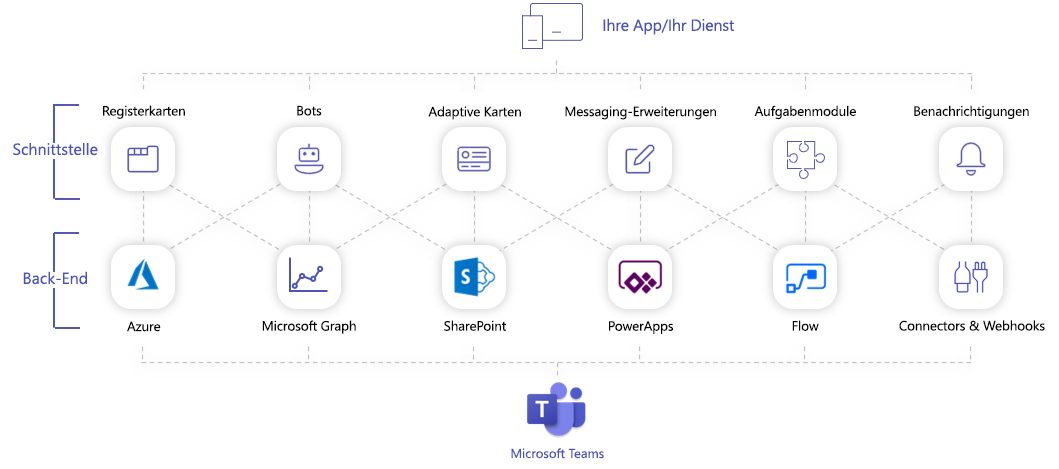 Ihre App/Ihr Dienst
Registerkarten
Bots
Adaptive Karten
Messaging-Erweiterungen
Aufgabenmodule
Benachrichtigungen
Schnittstelle
Back-End
S
Azure
Microsoft Graph
SharePoint
PowerApps
Flow
Connectors & Webhooks
T
Microsoft Teams